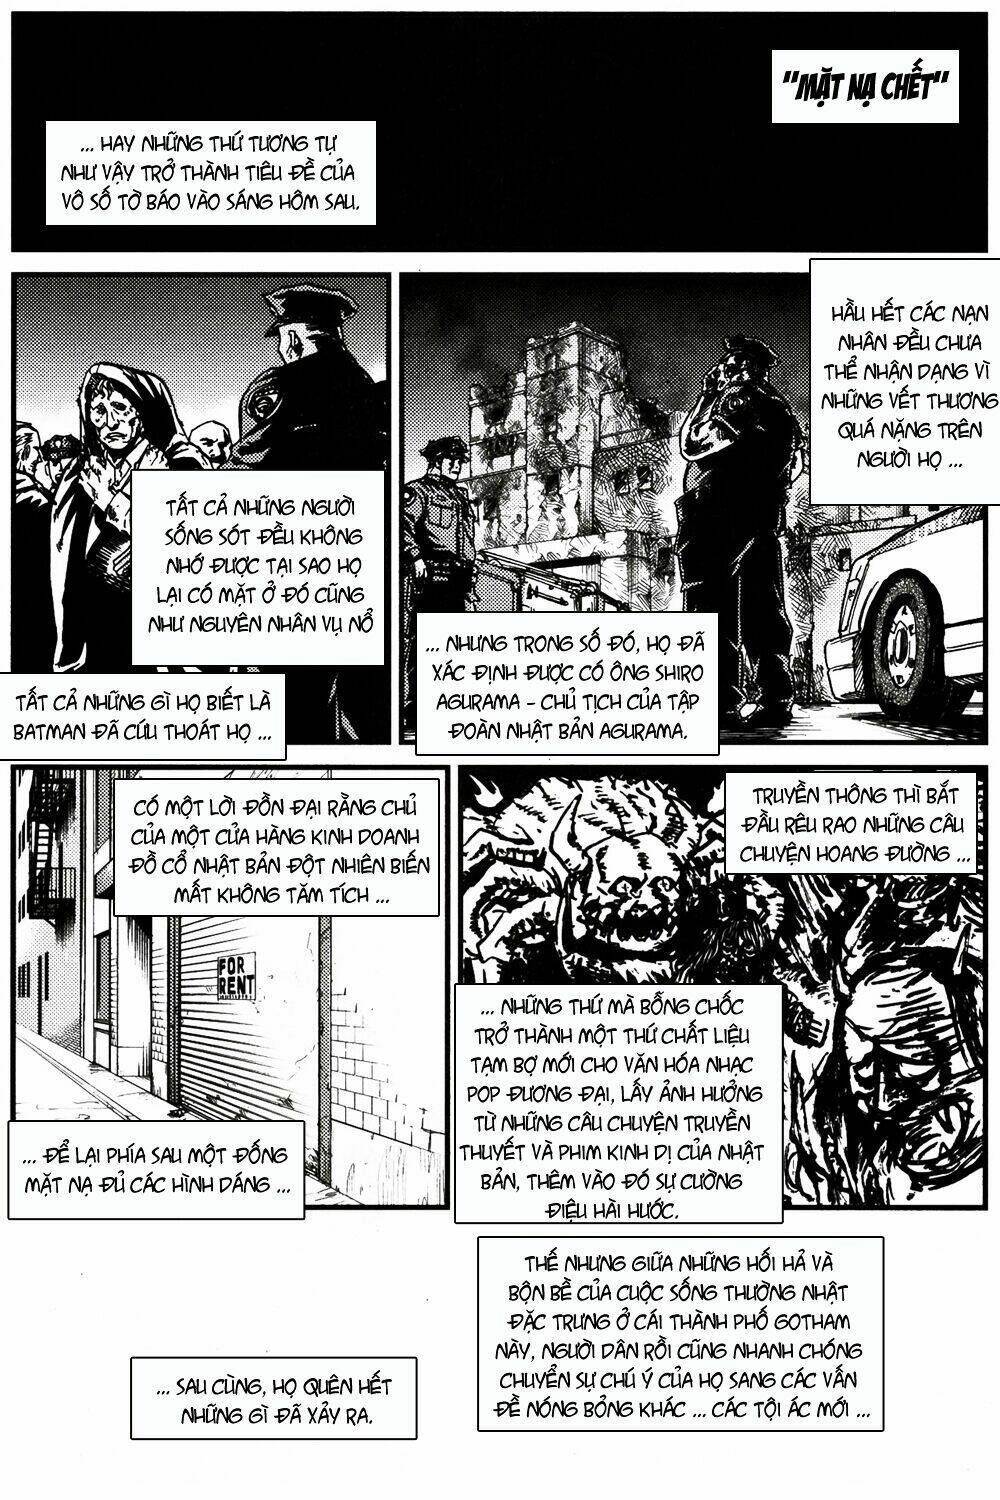 "MẶT NẠ CHẾT"
... HAY NHỮNG THỨ TƯƠNG TỰ
NHƯ VẬY TRỞ THÀNH TIÊU ĐỀ CỦA
VÔ SỐ TỜ BÁO VÀO SÁNG HÔM SAU.
TẤT CẢ NHỮNG NGƯỜI
SỐNG SÓT ĐỀU KHÔNG
NHỚ ĐƯỢC TẠI SAO HỌ
LẠI CÓ MẶT Ở ĐÓ CŨNG
NHƯ NGUYÊN NHÂN VỤ NỔ
TẤT CẢ NHỮNG GÌ HỌ BIẾT LÀ
BATMAN ĐÃ CỨU THOÁT HỌ ...
HẦU HẾT CÁC NẠN
NHÂN ĐỀU CHƯA
THỂ NHẬN DẠNG VÌ
NHỮNG VẾT THƯƠNG
QUÁ NẶNG TRÊN
NGƯỜI HỌ ...
... NHƯNG TRONG SỐ ĐÓ, HỌ ĐÃ
XÁC ĐỊNH ĐƯỢC CÓ ÔNG SHIRO
AGURAMA - CHỦ TỊCH CỦA TẬP
ĐOÀN NHẬT BẢN AGURAMA.
CÓ MỘT LỜI ĐỒN ĐẠI RẰNG CHỦ
CỦA MỘT CỬA HÀNG KINH DOANH
ĐỒ CỔ NHẬT BẢN ĐỘT NHIÊN BIẾN
MẤT KHÔNG TĂM TÍCH ...
FOR
RENT
... ĐỂ LẠI PHÍA SAU MỘT ĐỐNG
MẶT NẠ ĐỦ CÁC HÌNH DÁNG ...
TRUYỀN THÔNG THÌ BẮT
ĐẦU RÊU RAO NHỮNG CÂU
CHUYỆN HOANG ĐƯỜNG ...
... NHỮNG THỨ MÀ BỖNG CHỐC
TRỞ THÀNH MỘT THỨ CHẤT LIỆU
TẠM BỢ MỚI CHO VĂN HÓA NHẠC
POP ĐƯƠNG ĐẠI, LẤY ẢNH HƯỞNG
TỪ NHỮNG CÂU CHUYỆN TRUYỀN
THUYẾT VÀ PHIM KINH DỊ CỦA NHẬT
BẢN, THÊM VÀO ĐÓ SỰ CƯỜNG
ĐIỆU HÀI HƯỚC.
THẾ NHƯNG GIỮA NHỮNG HỐI HẢ VÀ
BỘN BỀ CỦA CUỘC SỐNG THƯỜNG NHẬT
ĐẶC TRƯNG Ở CÁI THÀNH PHỐ GOTHAM
NÀY, NGƯỜI DÂN RỒI CŨNG NHANH CHÓNG
CHUYỂN SỰ CHÚ Ý CỦA HỌ SANG CÁC VẤN
ĐỀ NÓNG BỎNG KHÁC ... CÁC TỘI ÁC MỚI ...
... SAU CÙNG, HỌ QUÊN HẾT
NHỮNG GÌ ĐÃ XẢY RA.